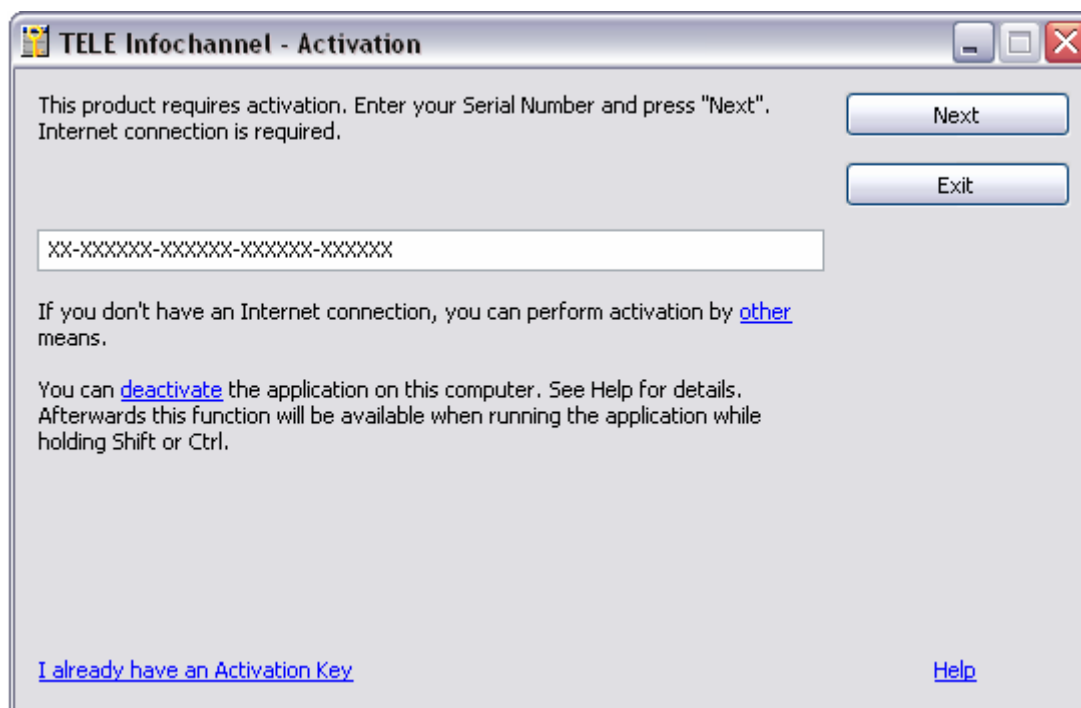 TELE Infochannel - Activation
This product requires activation. Enter your Serial Number and press "Next".
Internet connection is required.
Next
Exit
XX-XXXXXX-XXXXXX-XXXXXX-XXXXXX
If you don't have an Internet connection, you can perform activation by other
means.
You can deactivate the application on this computer. See Help for details.
Afterwards this function will be available when running the application while
holding Shift or Ctrl.
I already have an Activation Key
Help